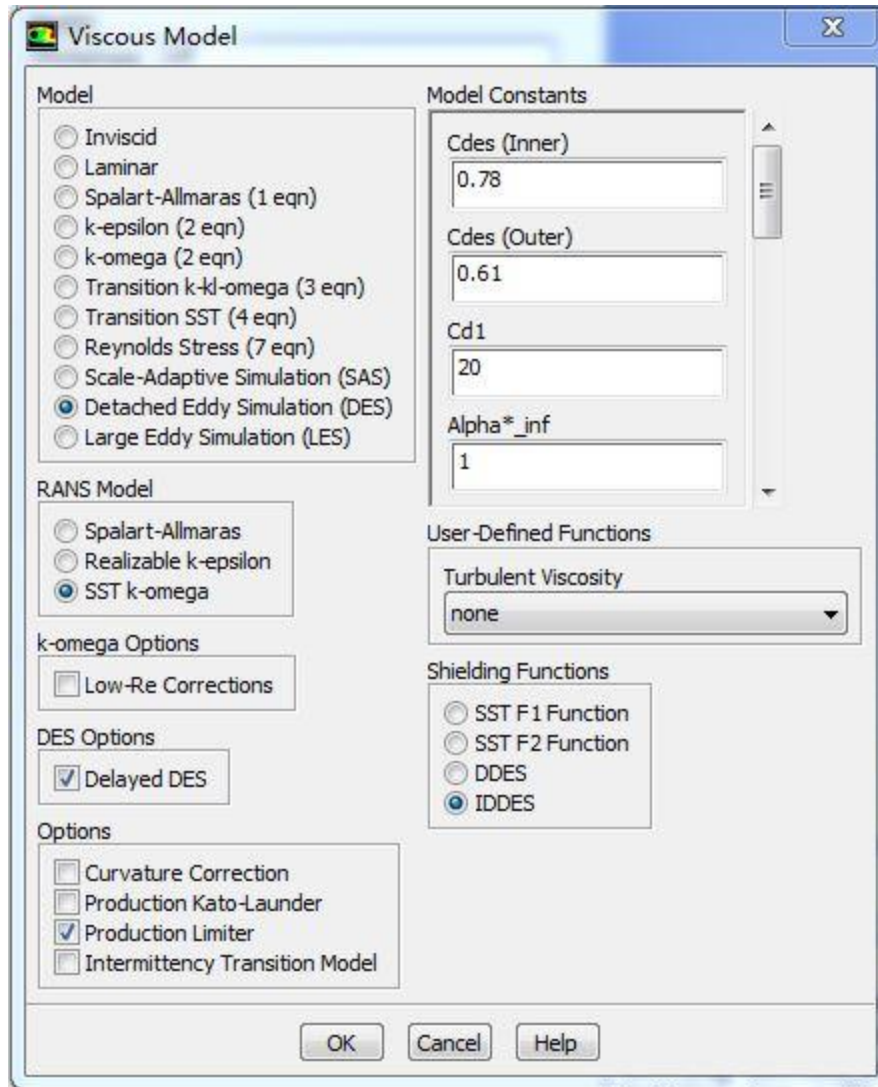 Viscous Model
Model
Inviscid
Laminar
Spalart-Allmaras (1 eqn)
k-epsilon (2 eqn)
k-omega (2 eqn)
Transition k-kl-omega (3 eqn)
Transition SST (4 eqn)
Reynolds Stress (7 eqn)
Scale-Adaptive Simulation (SAS)
Detached Eddy Simulation (DES)
Large Eddy Simulation (LES)
RANS Model
Spalart-Allmaras
Realizable k-epsilon
SST k-omega
k-omega Options
Low-Re Corrections
DES Options
Delayed DES
Options
Curvature Correction
Production Kato-Launder
Production Limiter
Intermittency Transition Model
Model Constants
Cdes (Inner)
0.78
Cdes (Outer)
0.61
Cd1
20
Alpha*_inf
1
User-Defined Functions
Turbulent Viscosity
none
Shielding Functions
SST F1 Function
SST F2 Function
DDES
IDDES
OK
Cancel
Help